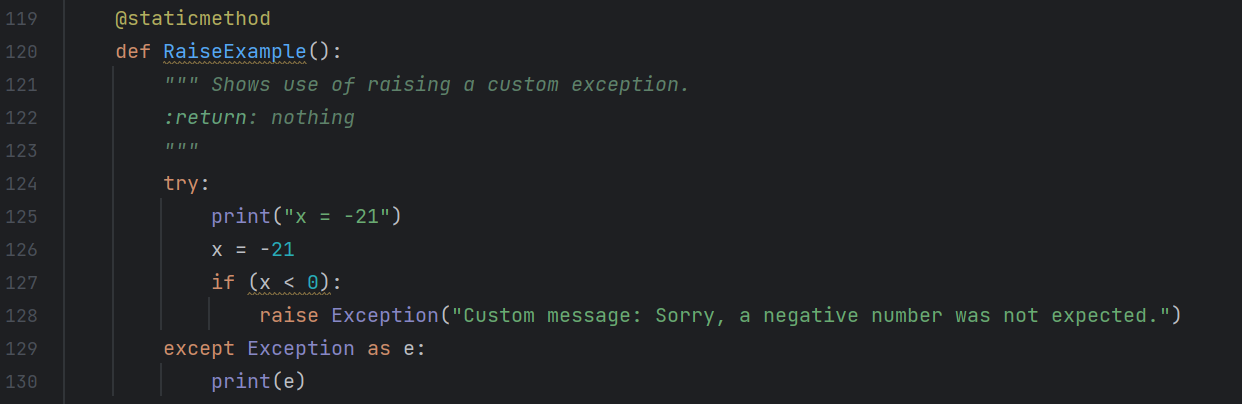 119 @staticmethod
120 def RaiseExample():
121 """ Shows use of raising a custom exception.
122 :return: nothing
123 """
124 try:
125 print("x = -21")
126 x = -21
127 if (x < 0):
128 raise Exception("Custom message: Sorry, a negative number was not expected.")
129 except Exception as e:
130 print(e)